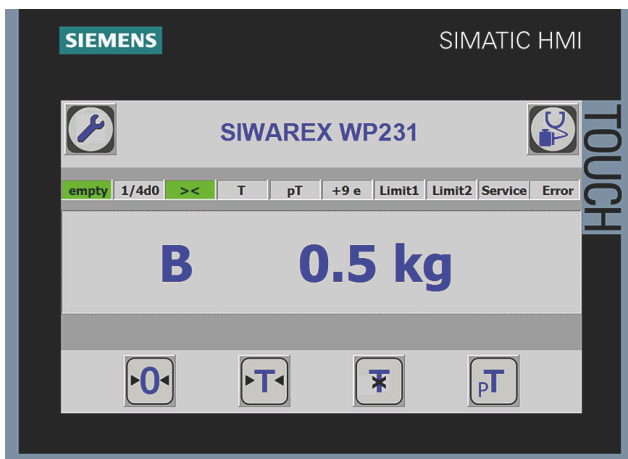 SIEMENS
SIMATIC HMI
SIWAREX WP231
TOUCH
empty 1/4d0 >< T pT +9 e Limit1 Limit2 Service Error
B 0.5 kg
0 T T pT